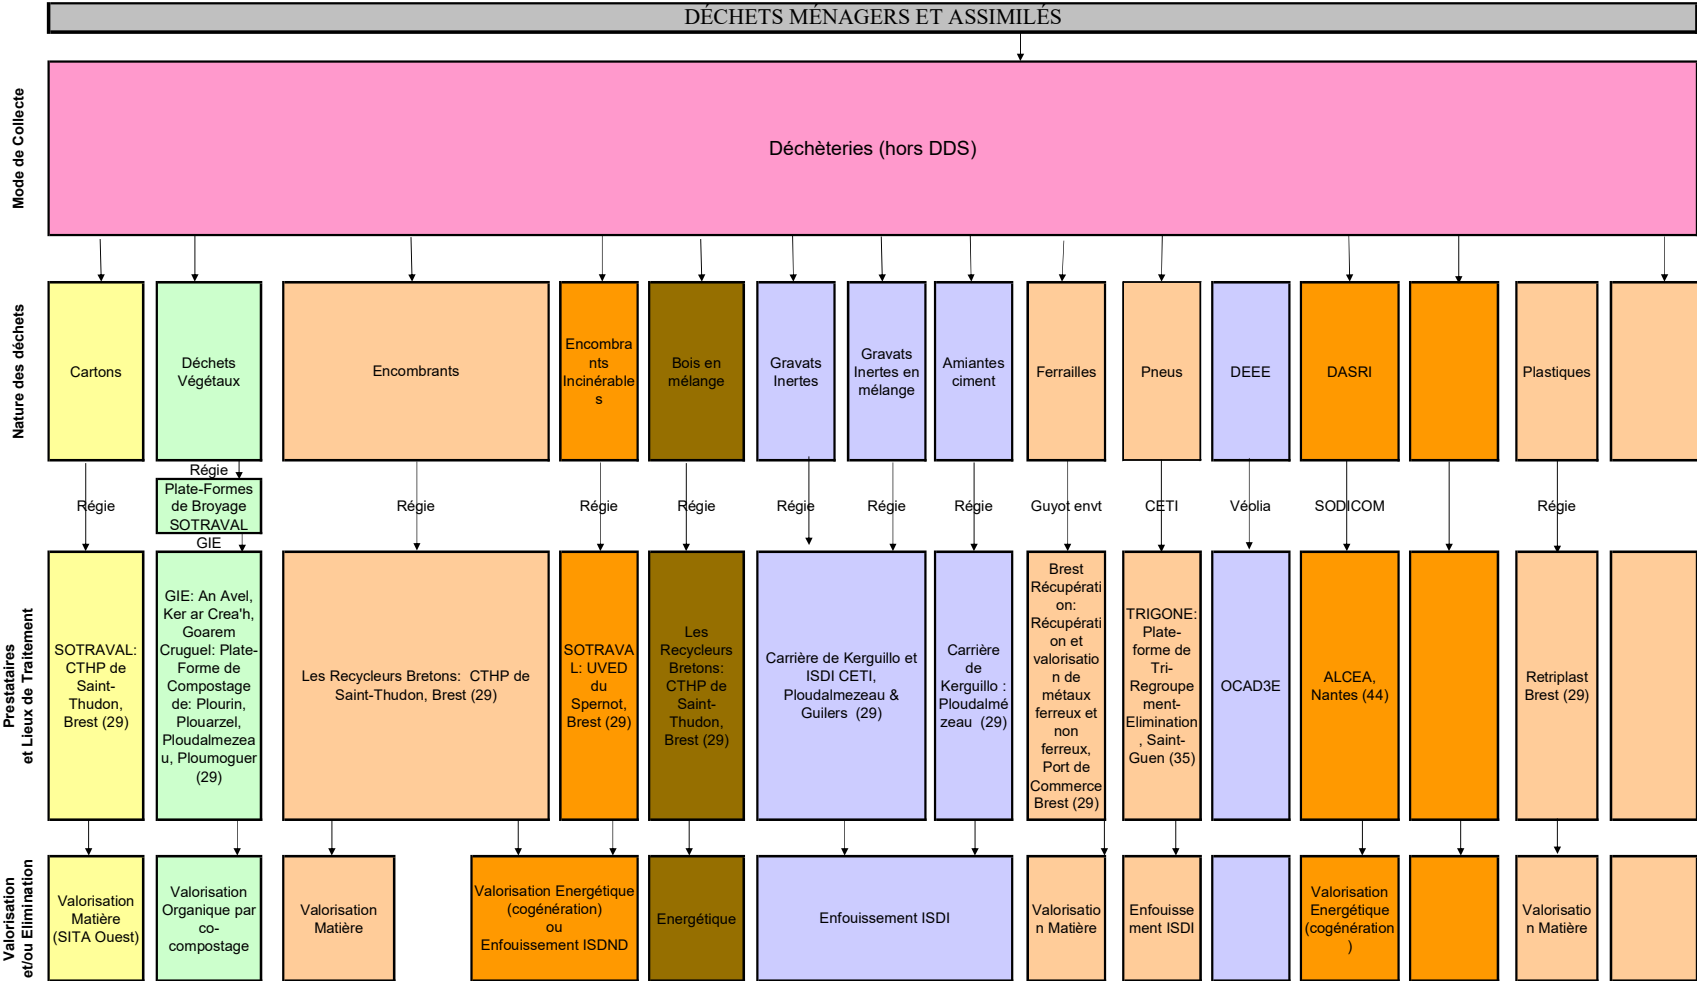 DÉCHETS MÉNAGERS ET ASSIMILÉS
Mode de Collecte
Déchèteries (hors DDS)
Nature des déchets
Cartons
Déchets
Végétaux
Encombrants
Encombra
nts
Incinérable
s
Bois en
mélange
Gravats
Inertes
Gravats
Inertes en
mélange
Amiantes
ciment
Ferrailles
Pneus
DEEE
DASRI
Plastiques
Régie
Régie
Plate-Formes
de Broyage
SOTRAVAL
GIE
Régie
Régie
Régie
Régie
Régie
Régie
Guyot envt
CETI
Véolia
SODICOM
Régie
Prestataires
et Lieux de Traitement
SOTRAVAL:
CTHP de
Saint-
Thudon,
Brest (29)
GIE: An Avel,
Ker ar Crea'h,
Goarem
Cruguel: Plate-
Forme de
Compostage
de: Plourin,
Plouarzel,
Ploudalmezea
u, Ploumoguer
(29)
Les Recycleurs Bretons:  CTHP de
Saint-Thudon, Brest (29)
SOTRAVA
L: UVED
du
Spernot,
Brest (29)
Les
Recycleurs
Bretons:
CTHP de
Saint-
Thudon,
Brest (29)
Carrière de Kerguillo et
ISDI CETI,
Ploudalmezeau &
Guilers  (29)
Carrière
de
Kerguillo :
Ploudalmé
zeau  (29)
Brest
Récupérati
on:
Récupérati
on et
valorisatio
n de
métaux
ferreux et
non
ferreux,
Port de
Commerce
Brest (29)
TRIGONE:
Plate-
forme de
Tri-
Regroupe
ment-
Elimination
, Saint-
Guen (35)
OCAD3E
ALCEA,
Nantes (44)
Retriplast
Brest (29)
Valorisation
et/ou Elimination
Valorisation
Matière
(SITA Ouest)
Valorisation
Organique par
co-
compostage
Valorisation
Matière
Valorisation Energétique
(cogénération)
ou
Enfouissement ISDND
Energétique
Enfouissement ISDI
Valorisatio
n Matière
Enfouisse
ment ISDI
Valorisation
Energétique
(cogénération
)
Valorisatio
n Matière